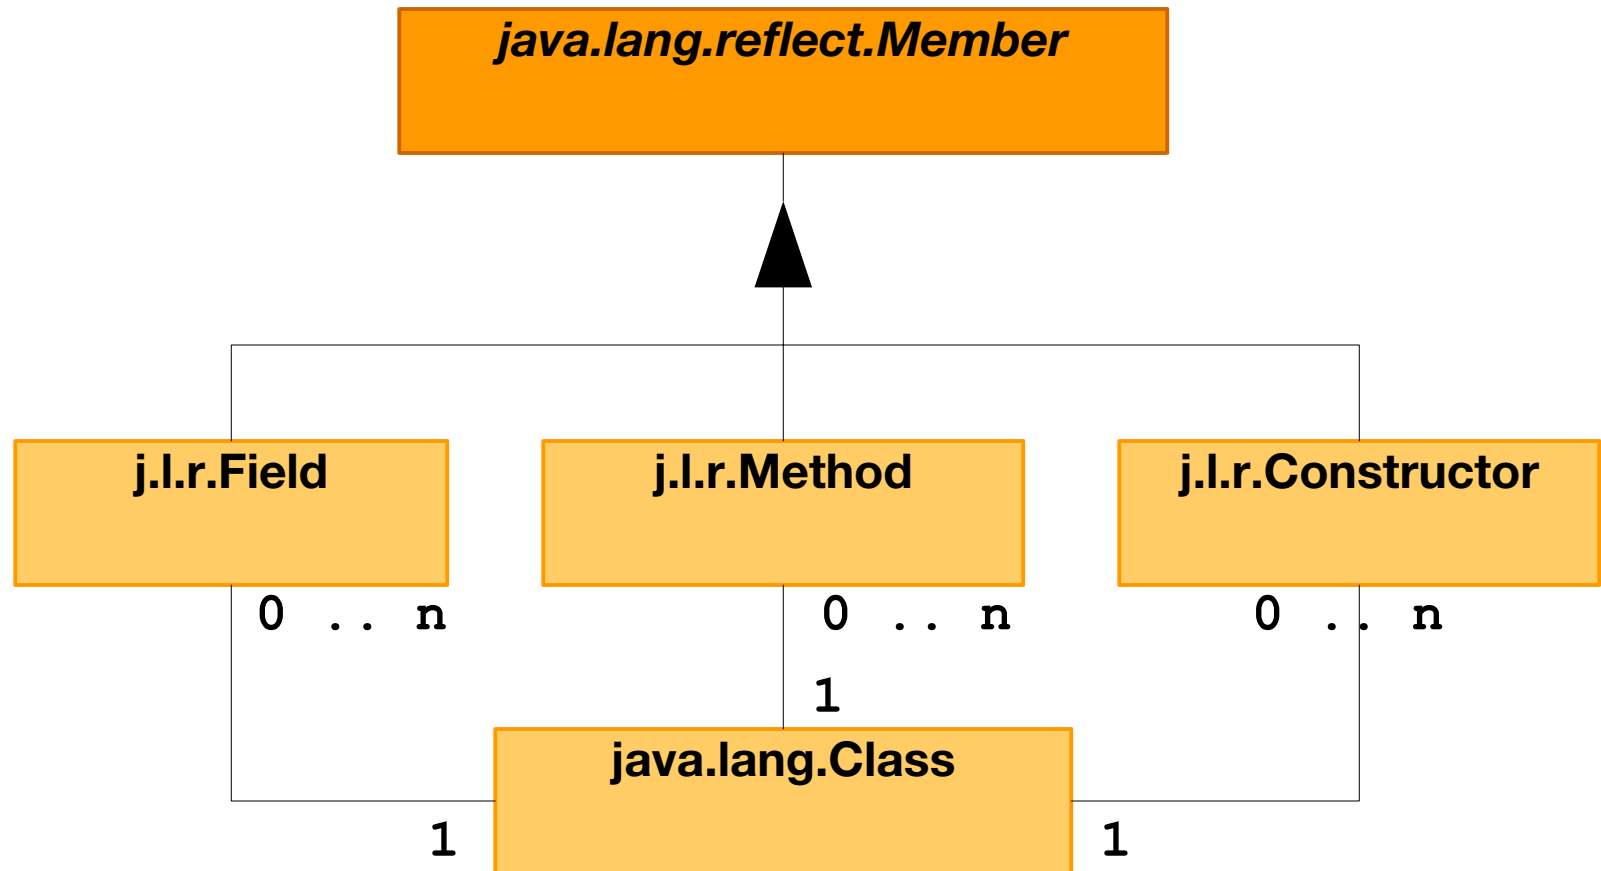 java.lang.reflect.Member
j.l.r.Field
j.l.r.Method
j.l.r.Constructor
0 .. n
0 .. n
0 .. n
1
java.lang.Class
1
1